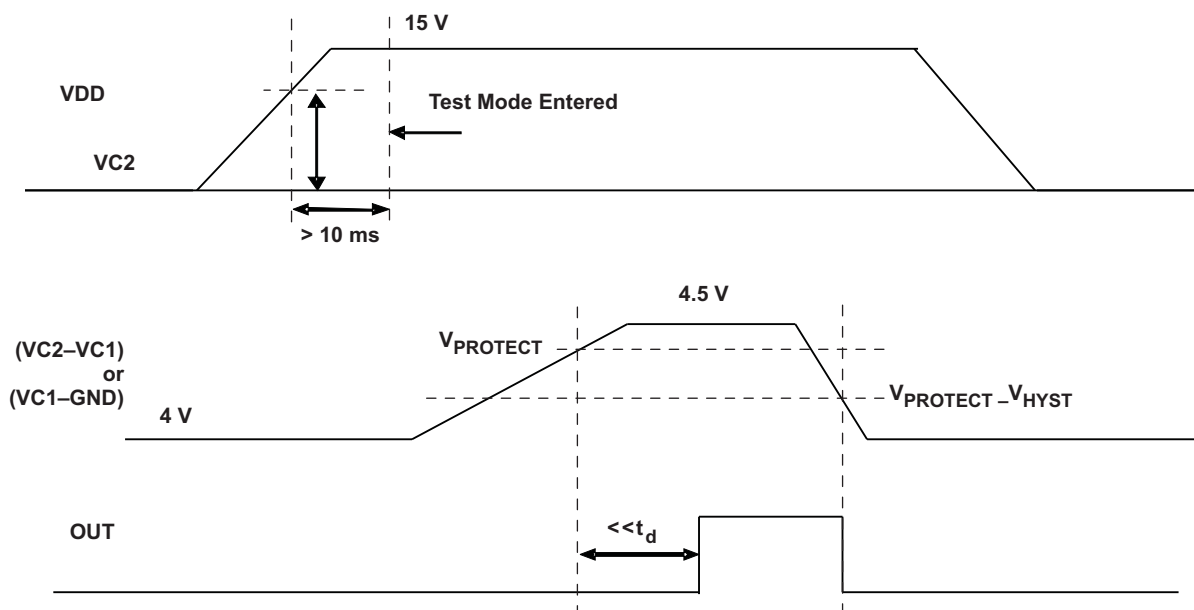 15 V
VDD
Test Mode Entered
VC2
> 10 ms
4.5 V
(VC2–VC1)
or
(VC1–GND)
VPROTECT
VPROTECT –VHYST
4 V
OUT
<<td